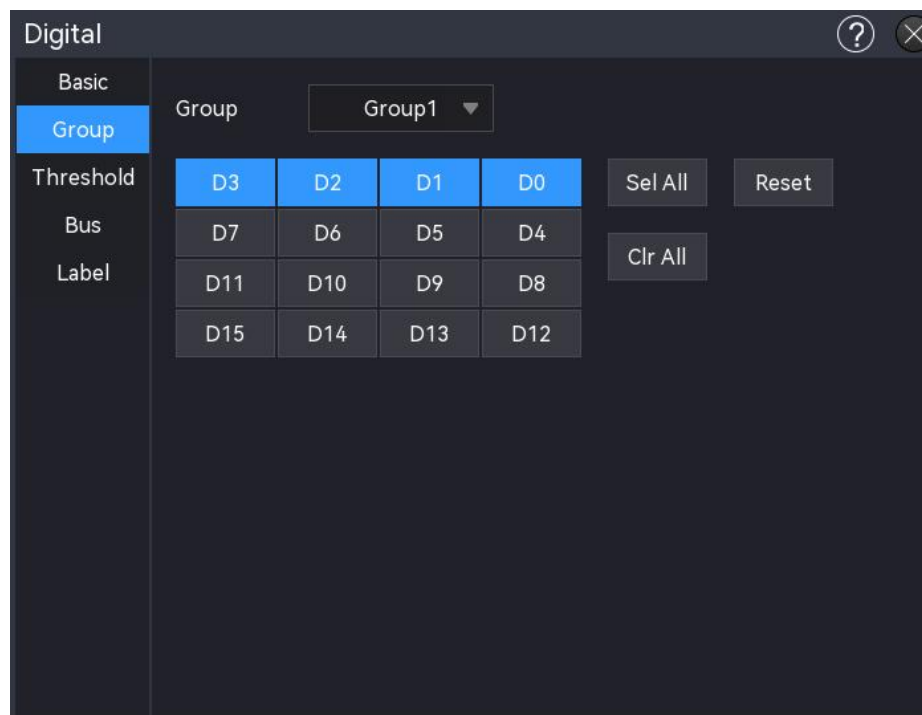 Digital ?
Basic
Group
Threshold
Bus
Label
Group Group1
D3 D2 D1 D0 Sel All Reset
D7 D6 D5 D4
Clr All
D11 D10 D9 D8
D15 D14 D13 D12